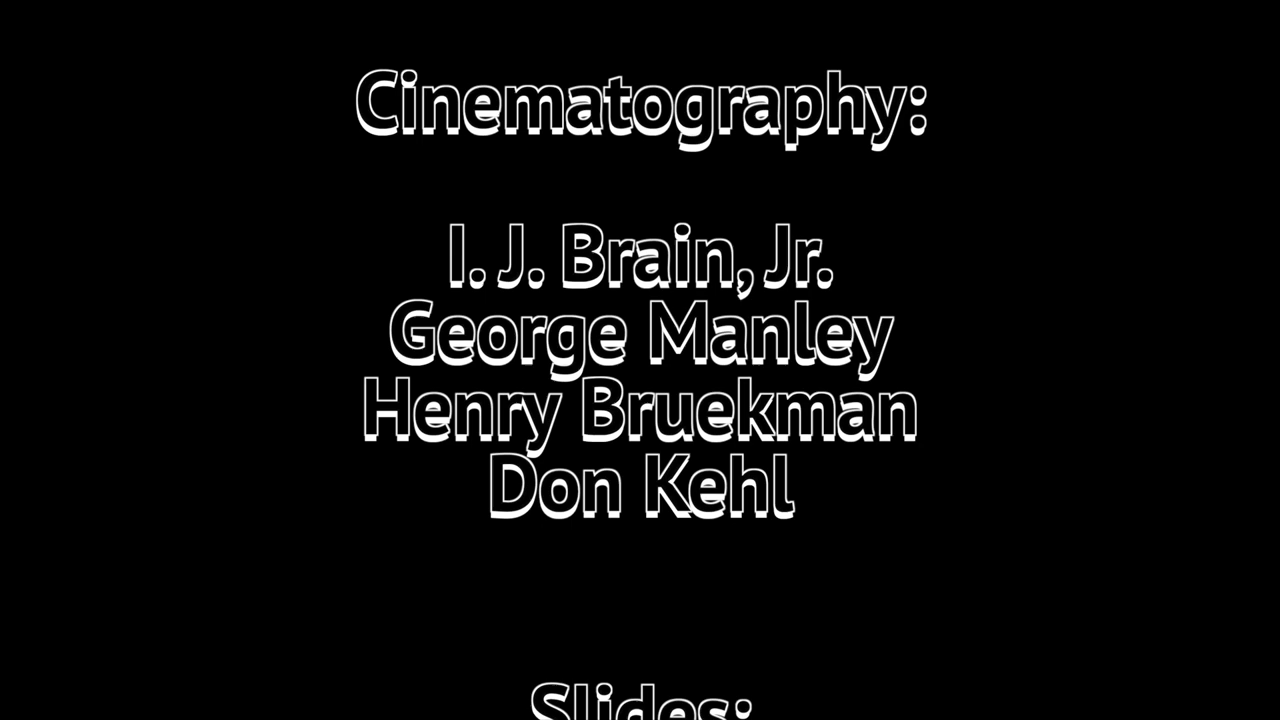 Cinematography:
I. J. Brain, Jr.
George Manley
Henry Bruekman
Don Kehl
Slides: